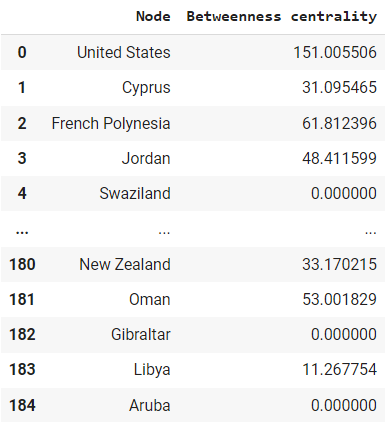 Node Betweenness centrality
0 United States 151.005506
1 Cyprus 31.095465
2 French Polynesia 61.812396
3 Jordan 48.411599
4 Swaziland 0.000000
... ... ...
180 New Zealand 33.170215
181 Oman 53.001829
182 Gibraltar 0.000000
183 Libya 11.267754
184 Aruba 0.000000